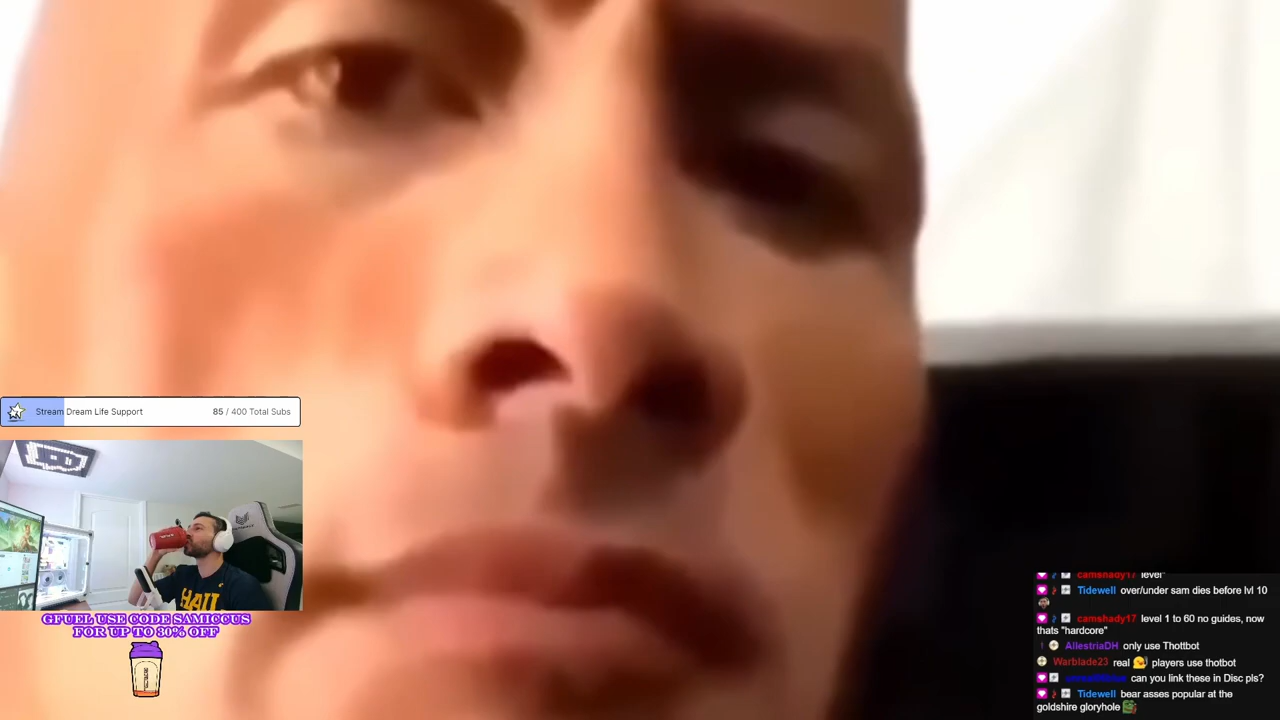 Stream Dream Life Support 85 / 400 Total Subs
HAIL
GFUEL USE CODE SAMICCUS
FOR UP TO 30% OFF
camshady17 level"
Tidewell over/under sam dies before lvl 10
camshady17 level 1 to 60 no guides, now
thats "hardcore"
AllestriaDH only use Thottbot
Warblade23 real players use thotbot
can you link these in Disc pls?
Tidewell bear asses popular at the
goldshire gloryhole